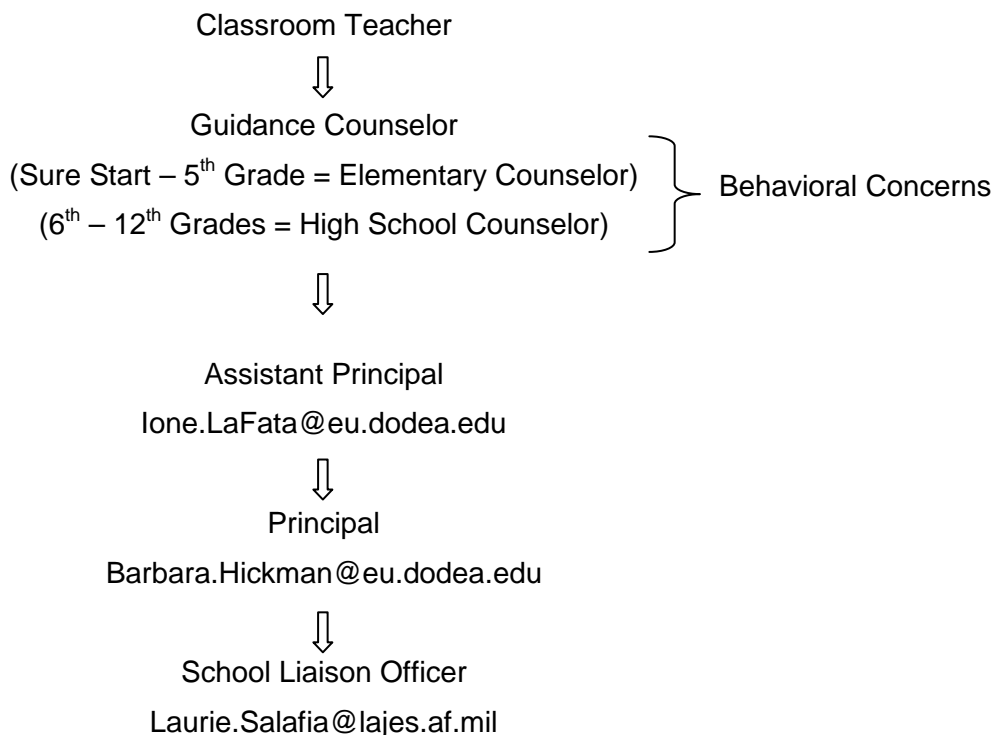 Classroom Teacher
Guidance Counselor
(Sure Start – 5th Grade = Elementary Counselor)
Behavioral Concerns
(6th – 12th Grades = High School Counselor)
Assistant Principal
Ione.LaFata@eu.dodea.edu
Principal
Barbara.Hickman@eu.dodea.edu
School Liaison Officer
Laurie.Salafia@lajes.af.mil